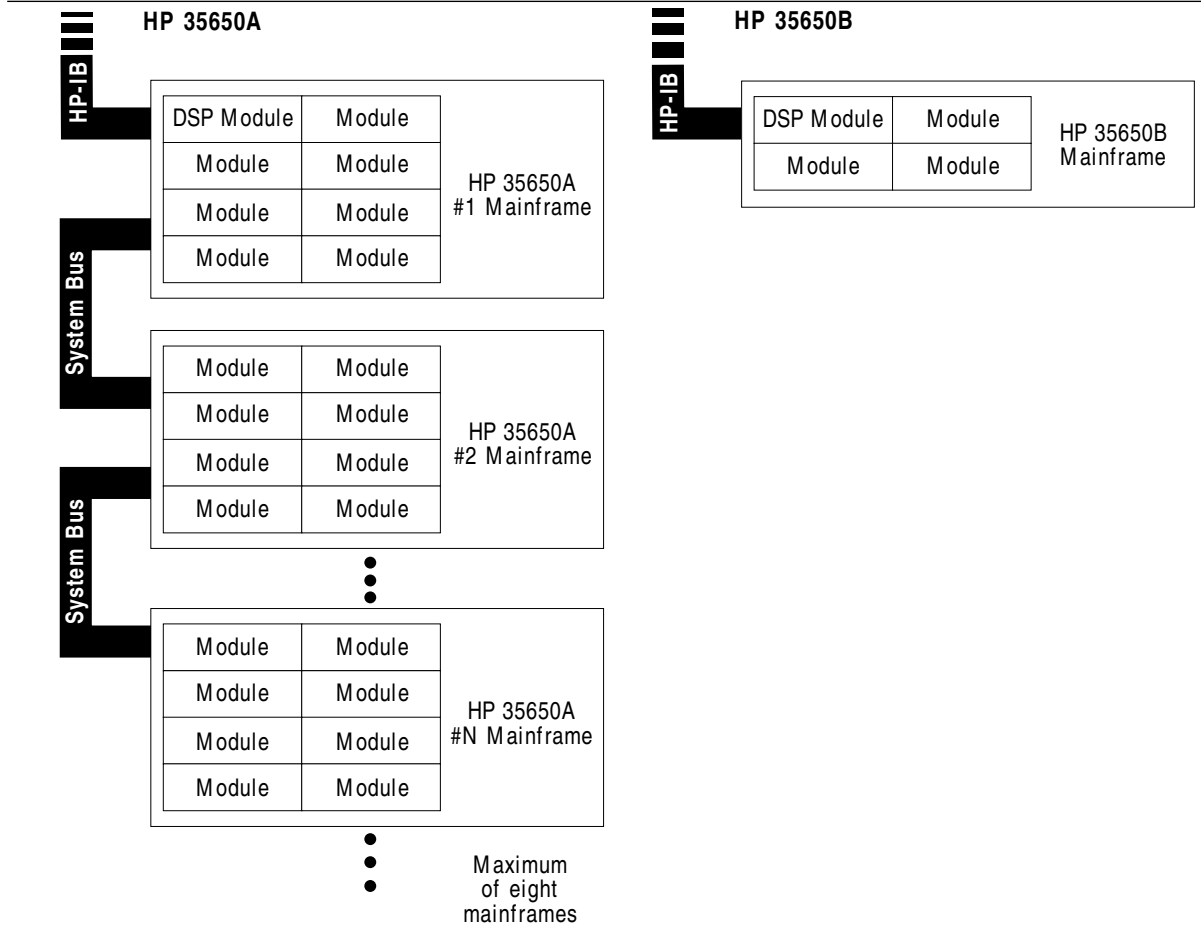 HP 35650A
HP-IB
DSP Module Module
Module Module
Module Module
Module Module
HP 35650A
#1 Mainframe
System Bus
Module Module
Module Module
Module Module
Module Module
HP 35650A
#2 Mainframe
System Bus
Module Module
Module Module
Module Module
Module Module
HP 35650A
#N Mainframe
Maximum
of eight
mainframes
HP 35650B
HP-IB
DSP Module Module
Module Module
HP 35650B
Mainframe